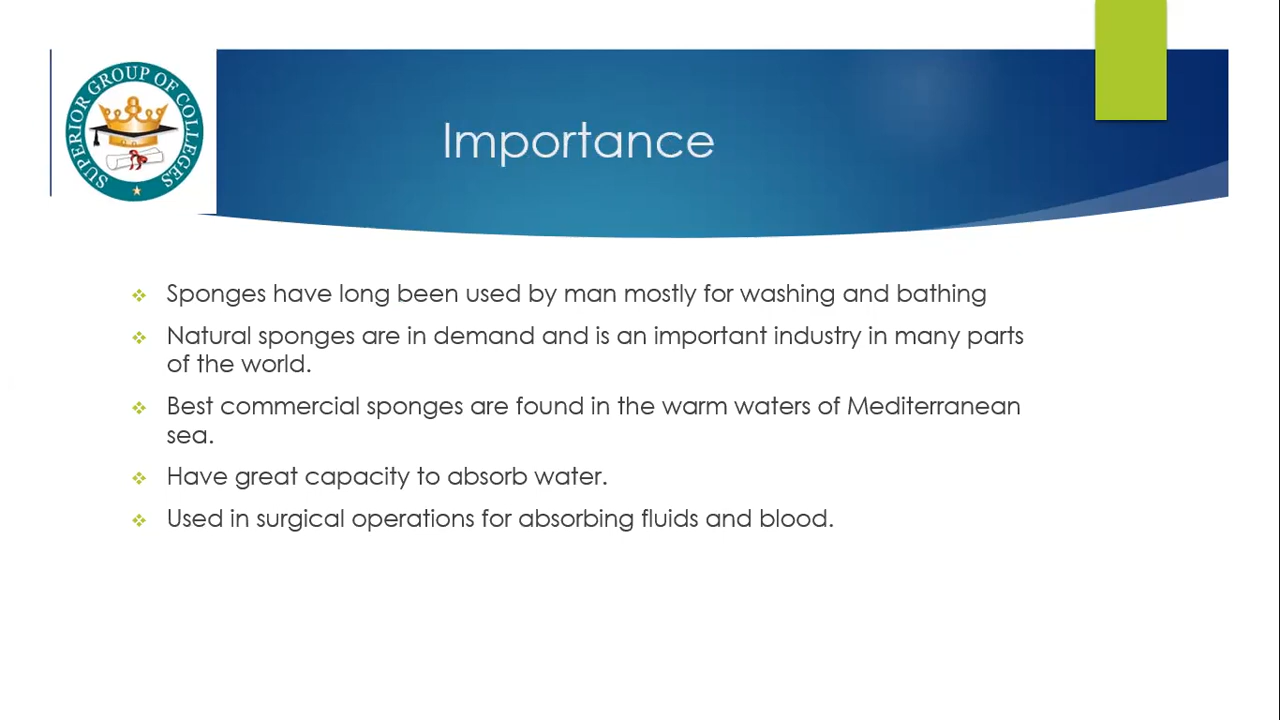 SUPERIOR GROUP OF COLLEGES
Importance
Sponges have long been used by man mostly for washing and bathing
Natural sponges are in demand and is an important industry in many parts
of the world.
Best commercial sponges are found in the warm waters of Mediterranean
sea.
Have great capacity to absorb water.
Used in surgical operations for absorbing fluids and blood.